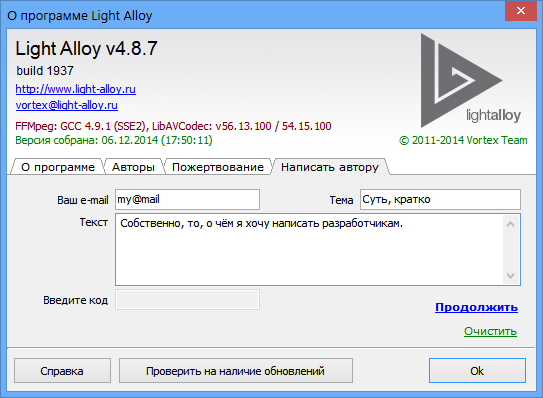 О программе Light Alloy
Light Alloy v4.8.7
build 1937
http://www.light-alloy.ru
vortex@light-alloy.ru
lightalloy
FFMpeg: GCC 4.9.1 (SSE2), LibAVCodec: v56.13.100 / 54.15.100
Версия собрана: 06.12.2014 (17:50:11)
© 2011-2014 Vortex Team
О программе Авторы Пожертвование Написать автору
Ваш e-mail my@mail Тема Суть, кратко
Текст Собственно, то, о чём я хочу написать разработчикам.
Введите код
Продолжить
Очистить
Справка Проверить на наличие обновлений Ok